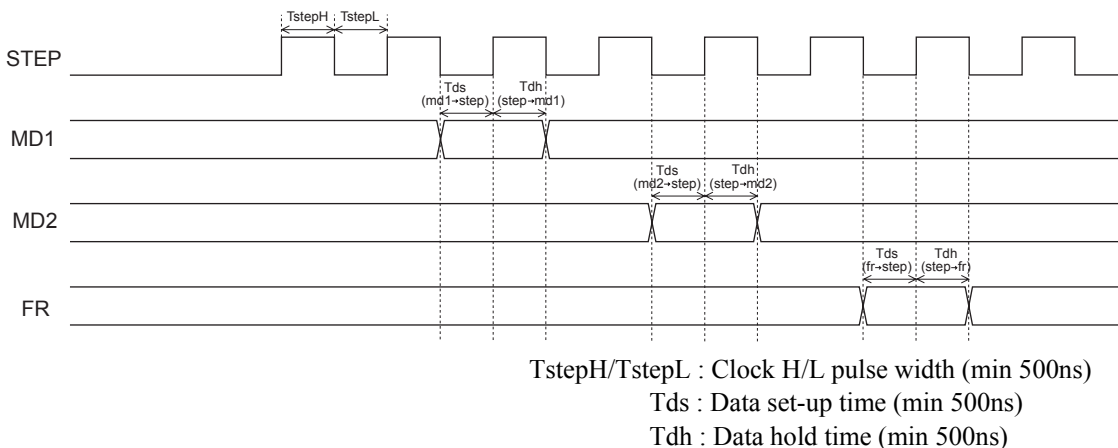 TstepH TstepL
STEP
Tds Tdh
(md1→step) (step→md1)
MD1
Tds Tdh
(md2→step) (step→md2)
MD2
Tds Tdh
(fr→step) (step→fr)
FR
TstepH/TstepL : Clock H/L pulse width (min 500ns)
Tds : Data set-up time (min 500ns)
Tdh : Data hold time (min 500ns)